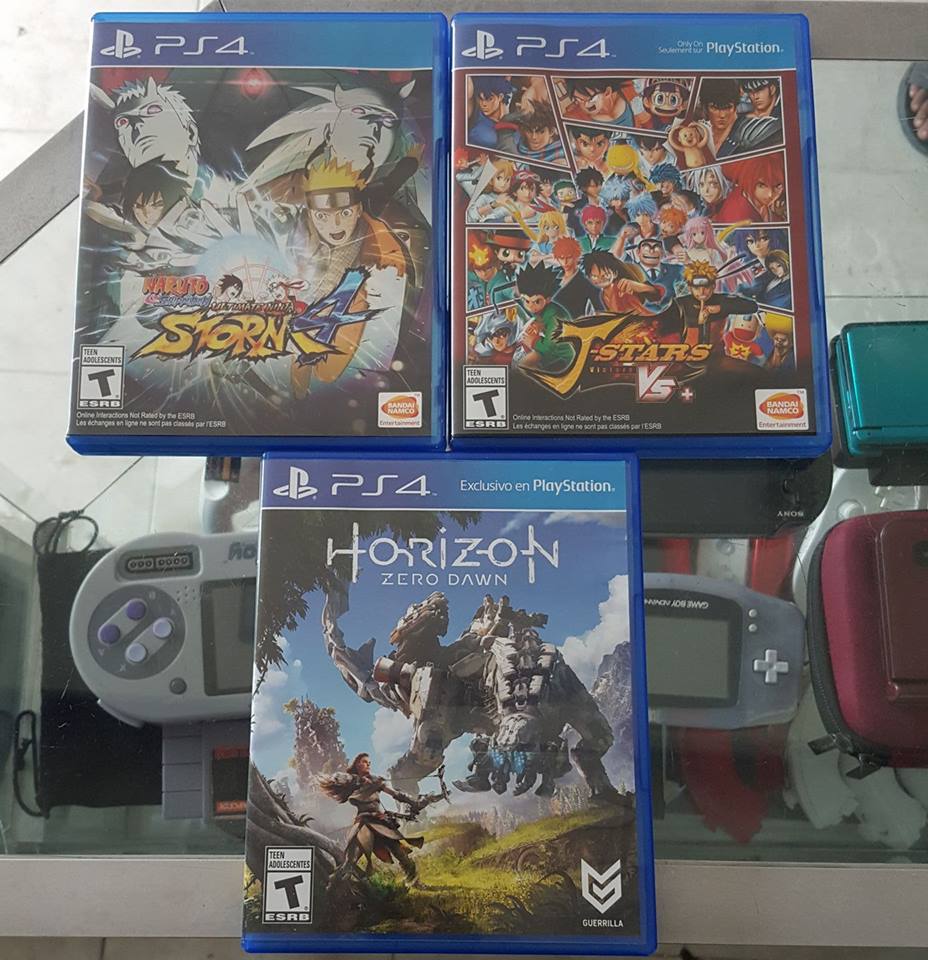 PS4
NARUTO
SHIPPUDEN
ULTIMATE NINJA
STORM 4
TEEN
ADOLESCENTS
T
ESRB
Online Interactions Not Rated by the ESRB
Les échanges en ligne ne sont pas classés par l'ESRB
BANDAI
NAMCO
Entertainment
PS4
Only On
Seulement sur PlayStation
J-STARS
VS+
TEEN
ADOLESCENTS
T
ESRB
Online Interactions Not Rated by the ESRB
Les échanges en ligne ne sont pas classés par l'ESRB
BANDAI
NAMCO
Entertainment
PS4
Exclusivo en PlayStation
HORIZON
ZERO DAWN
TEEN
ADOLESCENTES
T
ESRB
GUERRILLA
SONY
GAME BOY ADVANCE